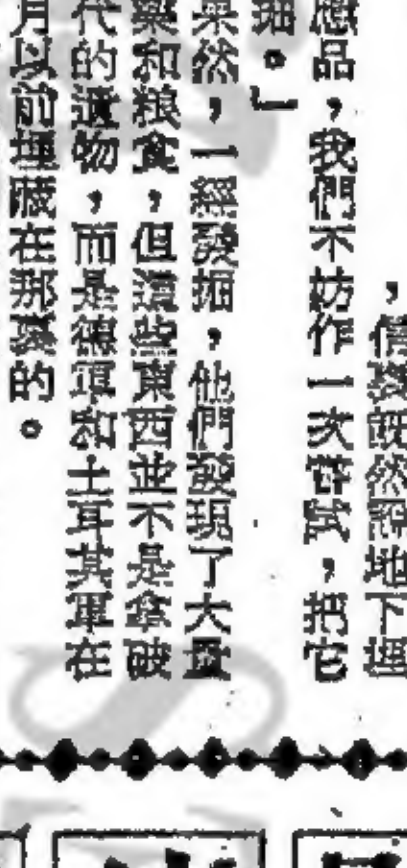 ，信裏既然說地下埋
應品，我們不妨作一次嘗試，把它
掘。」
果然，一經發掘，他們發現了大量
藥和糧食，但這些東西並不是拿破
代的遺物，而是德軍和土耳其軍在
月以前埋藏在那裏的。